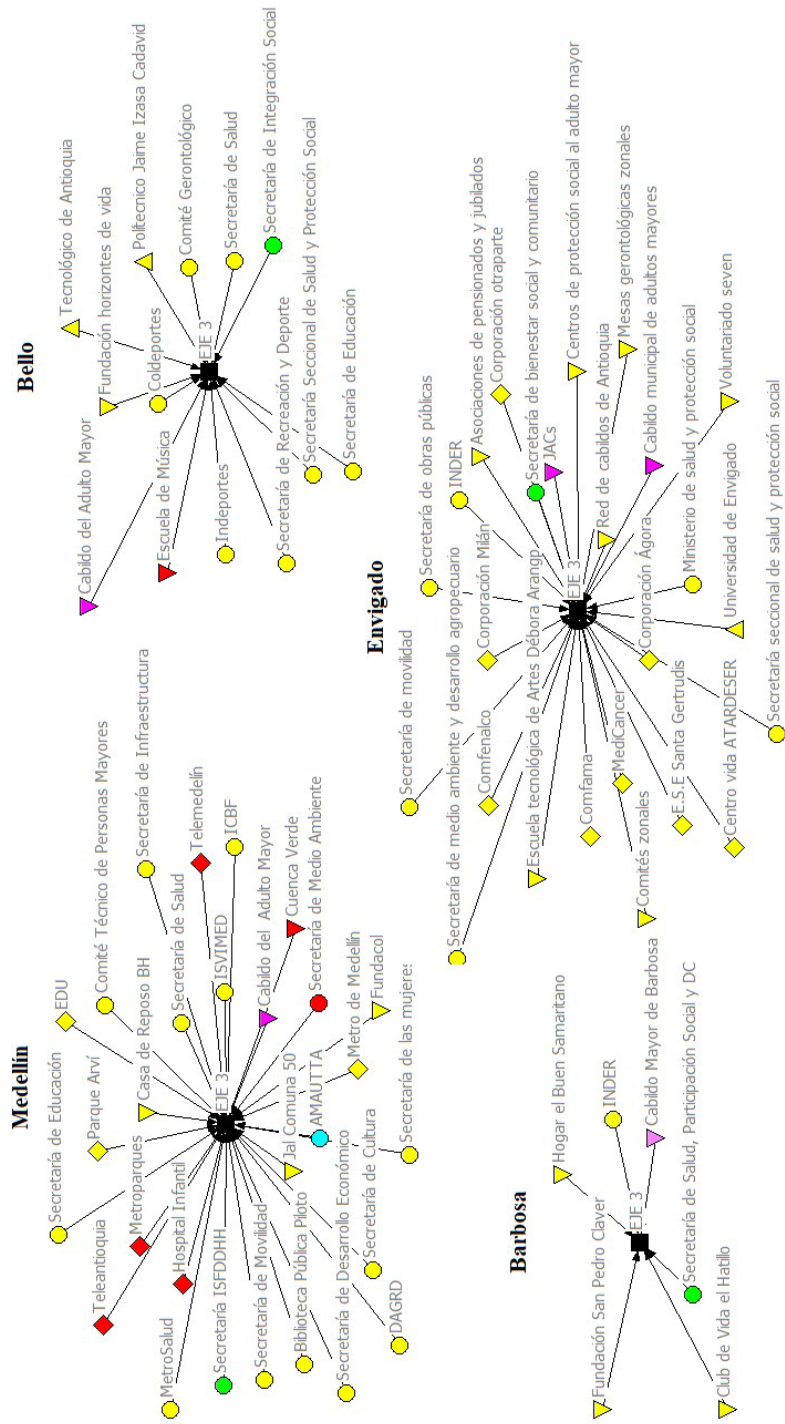 Medellín
Secretaría de Educación
EDU
Parque Arví
Comité Técnico de Personas Mayores
Teleantioquia
Metroparques
Casa de Reposo BH
Secretaría de Infraestructura
MetroSalud
Hospital Infantil
Secretaría de Salud
Telemedellín
Secretaría ISFDDHH
EJE 3
ISVIMED
ICBF
Secretaría de Movilidad
Cabildo del Adulto Mayor
Biblioteca Pública Piloto
Jal Comuna 50
Cuenca Verde
Secretaría de Desarrollo Económico
AMAUTTA
Secretaría de Medio Ambiente
Secretaría de Cultura
Metro de Medellín
DAGRD
Fundacol
Secretaría de las mujeres
Bello
Tecnológico de Antioquia
Cabildo del Adulto Mayor
Fundación horizontes de vida
Politecnico Jaime Izasa Cadavid
Coldeportes
Escuela de Música
Comité Gerontológico
EJE 3
Secretaría de Salud
Indeportes
Secretaría de Integración Social
Secretaría de Recreación y Deporte
Secretaría Seccional de Salud y Protección Social
Secretaría de Educación
Barbosa
Hogar el Buen Samaritano
Fundación San Pedro Claver
INDER
EJE 3
Cabildo Mayor de Barbosa
Secretaría de Salud, Participación Social y DC
Club de Vida el Hatillo
Envigado
Secretaría de movilidad
Secretaría de obras públicas
Secretaría de medio ambiente y desarrollo agropecuario
INDER
Asociaciones de pensionados y jubilados
Comfenalco
Corporación Milán
Corporación otraparte
Escuela tecnológica de Artes Débora Arango
Secretaría de bienestar social y comunitario
JACs
EJE 3
Centros de protección social al adulto mayor
Comfama
Red de cabildos de Antioquia
Mesas gerontológicas zonales
MediCancer
Comités zonales
Corporación Ágora
Cabildo municipal de adultos mayores
E.S.E Santa Gertrudis
Ministerio de salud y protección social
Centro vida ATARDESER
Universidad de Envigado
Voluntariado seven
Secretaría seccional de salud y protección social